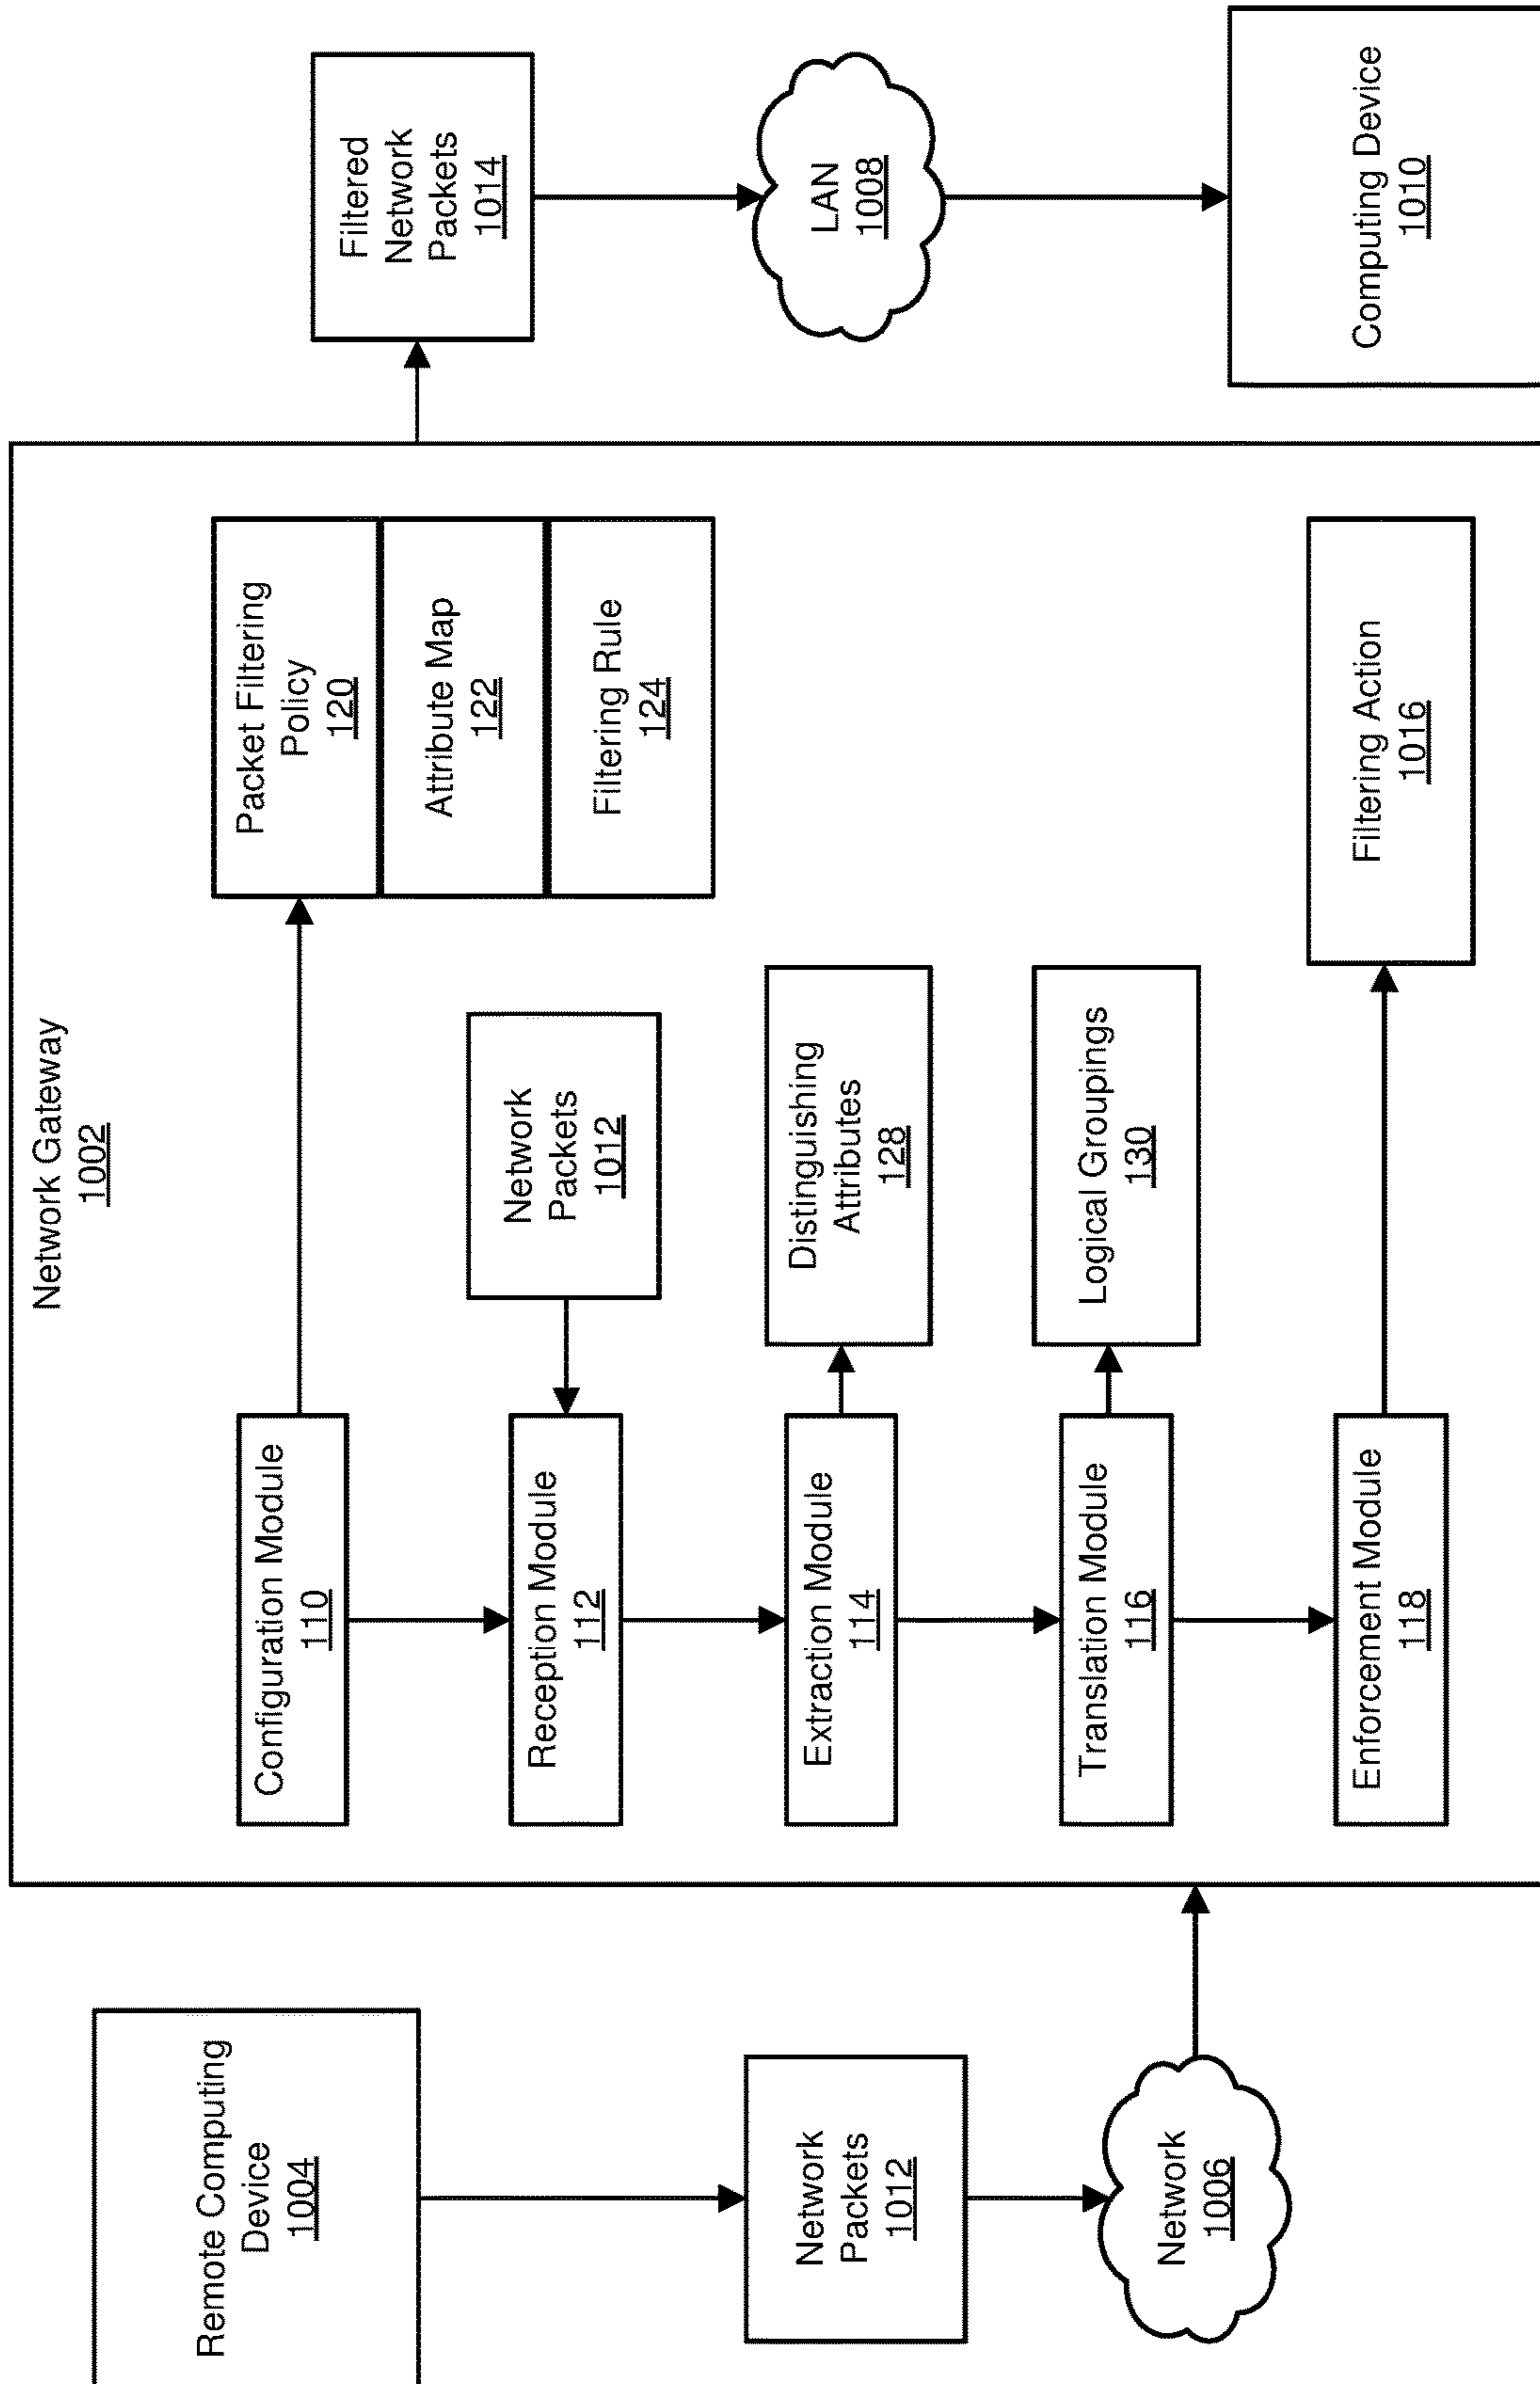 Remote Computing
Device
1004
Network
Packets
1012
Network
1006
Network Gateway
1002
Configuration Module
110
Reception Module
112
Extraction Module
114
Translation Module
116
Enforcement Module
118
Network
Packets
1012
Distinguishing
Attributes
128
Logical Groupings
130
Packet Filtering
Policy
120
Attribute Map
122
Filtering Rule
124
Filtering Action
1016
Filtered
Network
Packets
1014
LAN
1008
Computing Device
1010